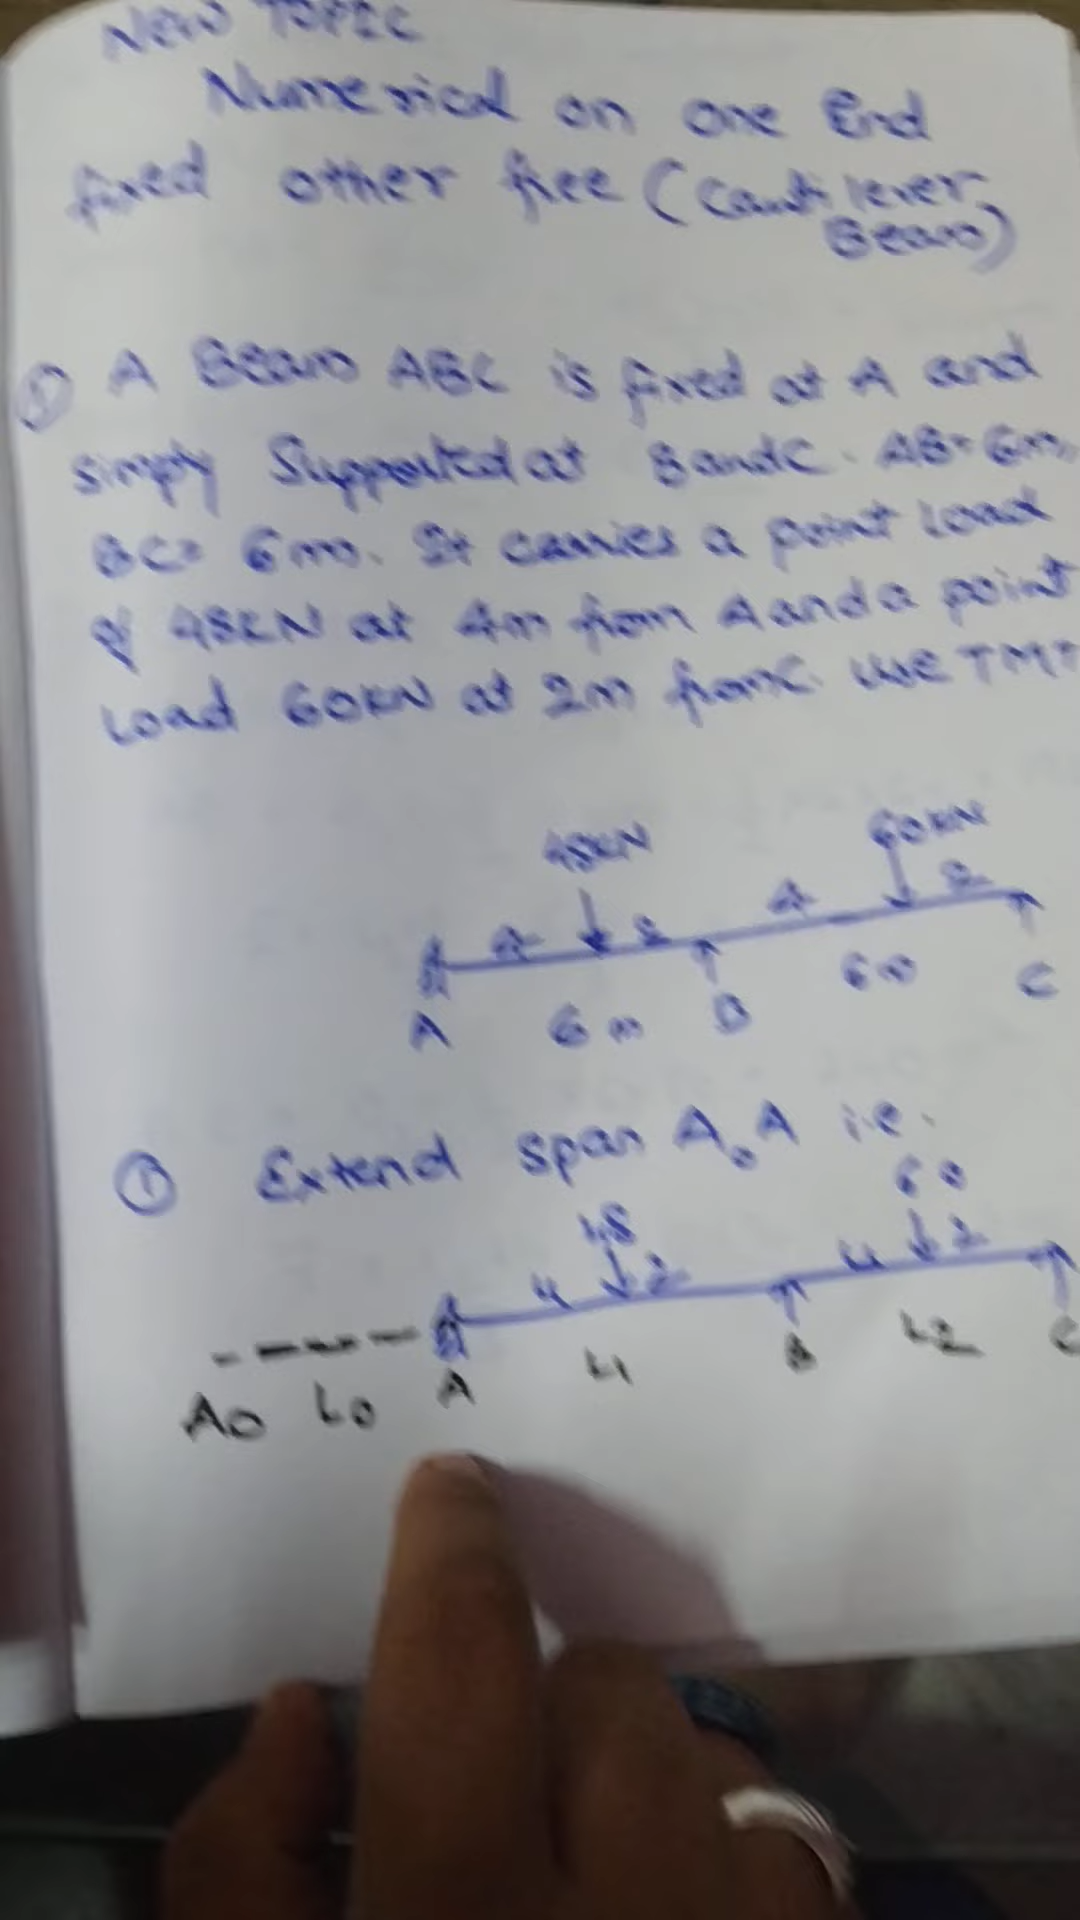 NEW TOPIC
Numerical on one End
fixed other free (Cantilever
Beam)
① A Beam ABC is fixed at A and
simply Supported at B and C. AB = 6m,
BC = 6m. It carries a point Load
of 48KN at 4m from A and a point
Load 60KN at 2m from C. Use TMT
48KN 60KN
4 2 4 2
A 6m B 6m C
① Extend span A₀A i.e.
48 60
4 2 4 2
A₀ L₀ A L1 B L2 C